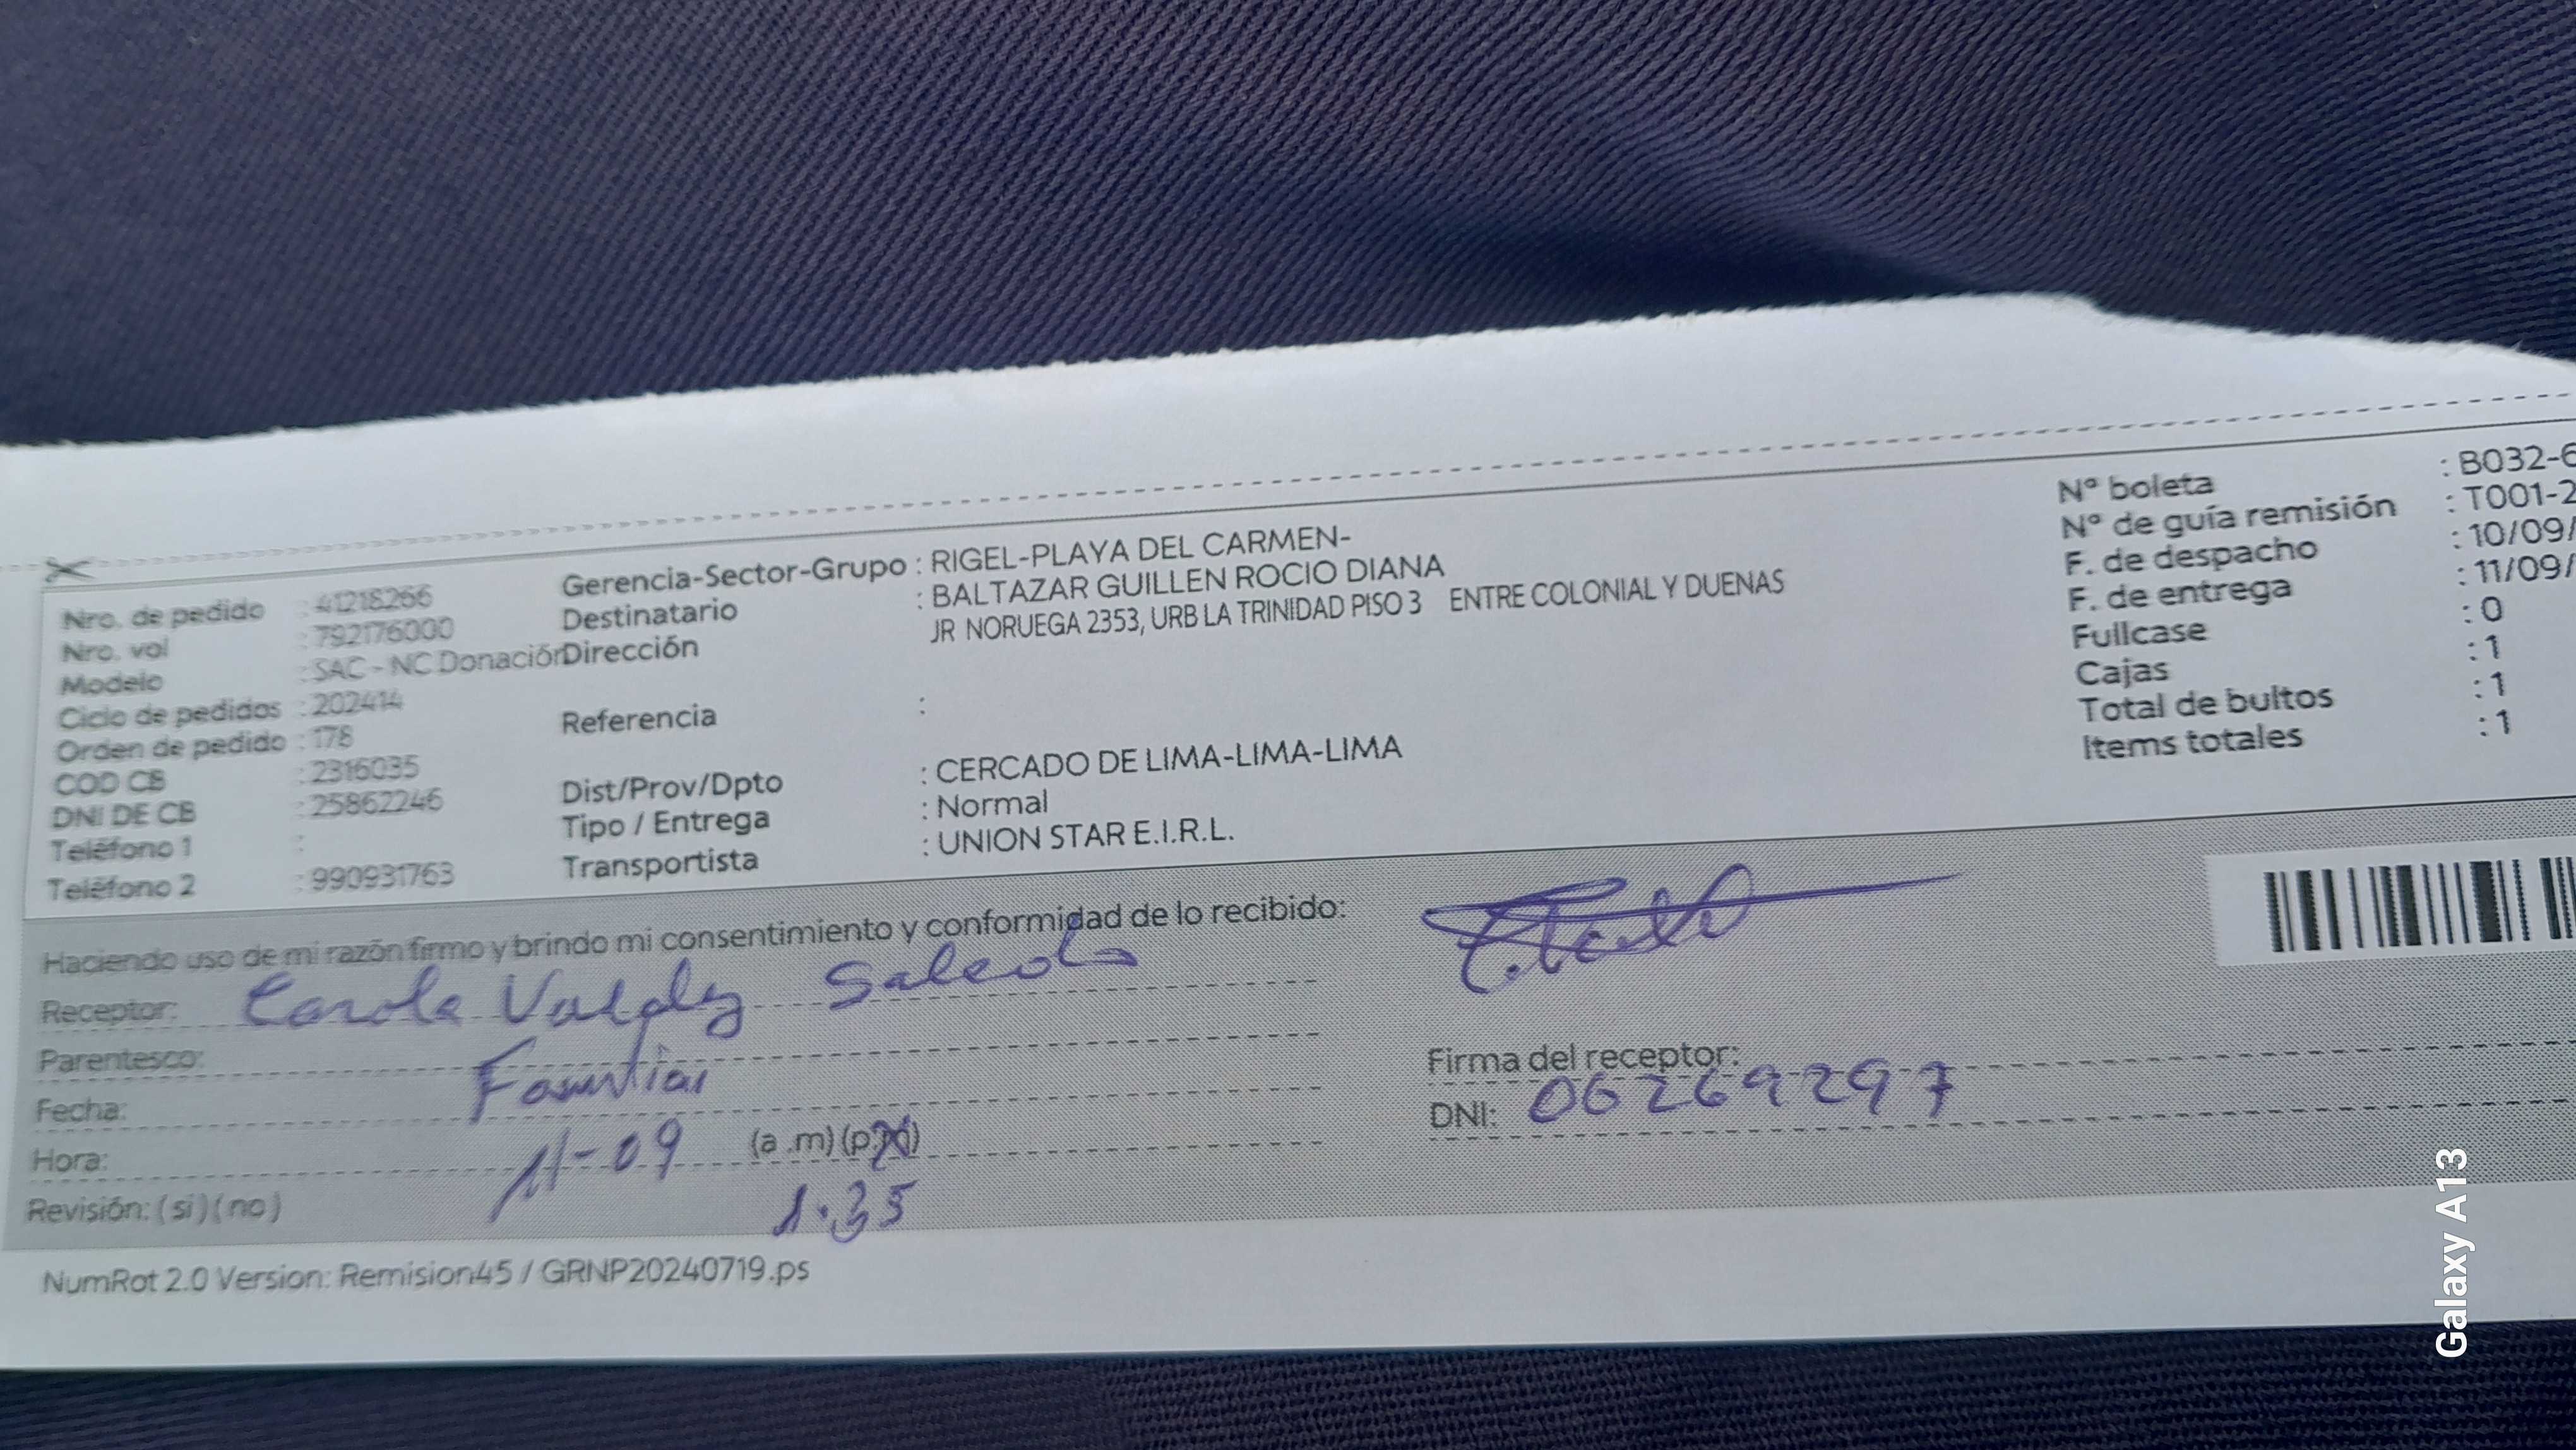 Nro. de pedido : 41218266
Nro. vol : 792176000
Modelo : SAC - NC Donación
Ciclo de pedidos : 202414
Orden de pedido : 178
COD CB : 2316035
DNI DE CB : 25862246
Teléfono 1 :
Teléfono 2 : 990931763
Gerencia-Sector-Grupo : RIGEL-PLAYA DEL CARMEN-
Destinatario : BALTAZAR GUILLEN ROCIO DIANA
Dirección : JR NORUEGA 2353, URB LA TRINIDAD PISO 3 ENTRE COLONIAL Y DUENAS
Referencia :
Dist/Prov/Dpto : CERCADO DE LIMA-LIMA-LIMA
Tipo / Entrega : Normal
Transportista : UNION STAR E.I.R.L.
N° boleta : B032-6
N° de guía remisión : T001-2
F. de despacho : 10/09/
F. de entrega : 11/09/
Fullcase : 0
Cajas : 1
Total de bultos : 1
Items totales : 1
Haciendo uso de mi razón firmo y brindo mi consentimiento y conformidad de lo recibido:
Receptor: Carola Valdez Salcedo
Parentesco: Familiar
Fecha: 11-09
Hora: (a .m) (p.m) 1:35
Revisión: ( si ) ( no )
Firma del receptor:
DNI: 06269297
NumRot 2.0 Version: Remision45 / GRNP20240719.ps
Galaxy A13